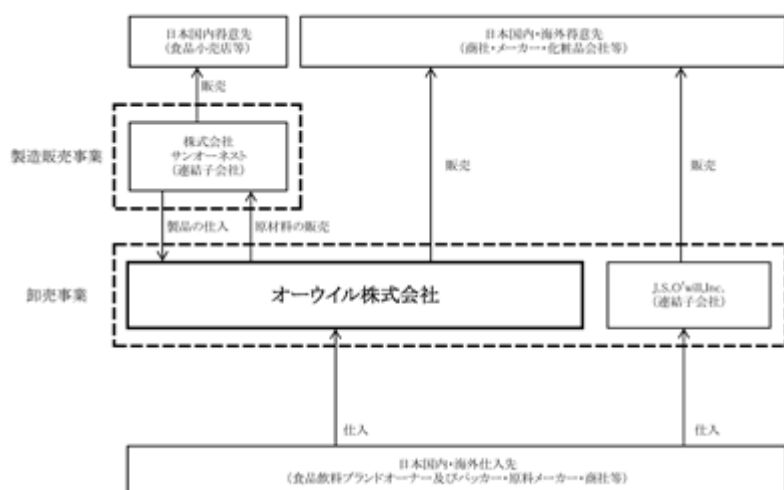 日本国内得意先
(食品小売店等)
日本国内・海外得意先
(商社・メーカー・化粧品会社等)
販売
製造販売事業
株式会社
サンオーネスト
(連結子会社)
販売
販売
製品の仕入
原材料の販売
卸売事業
オーウイル株式会社
J.S.O'will,Inc.
(連結子会社)
仕入
仕入
日本国内・海外仕入先
(食品飲料ブランドオーナー及びパッカー・原料メーカー・商社等)